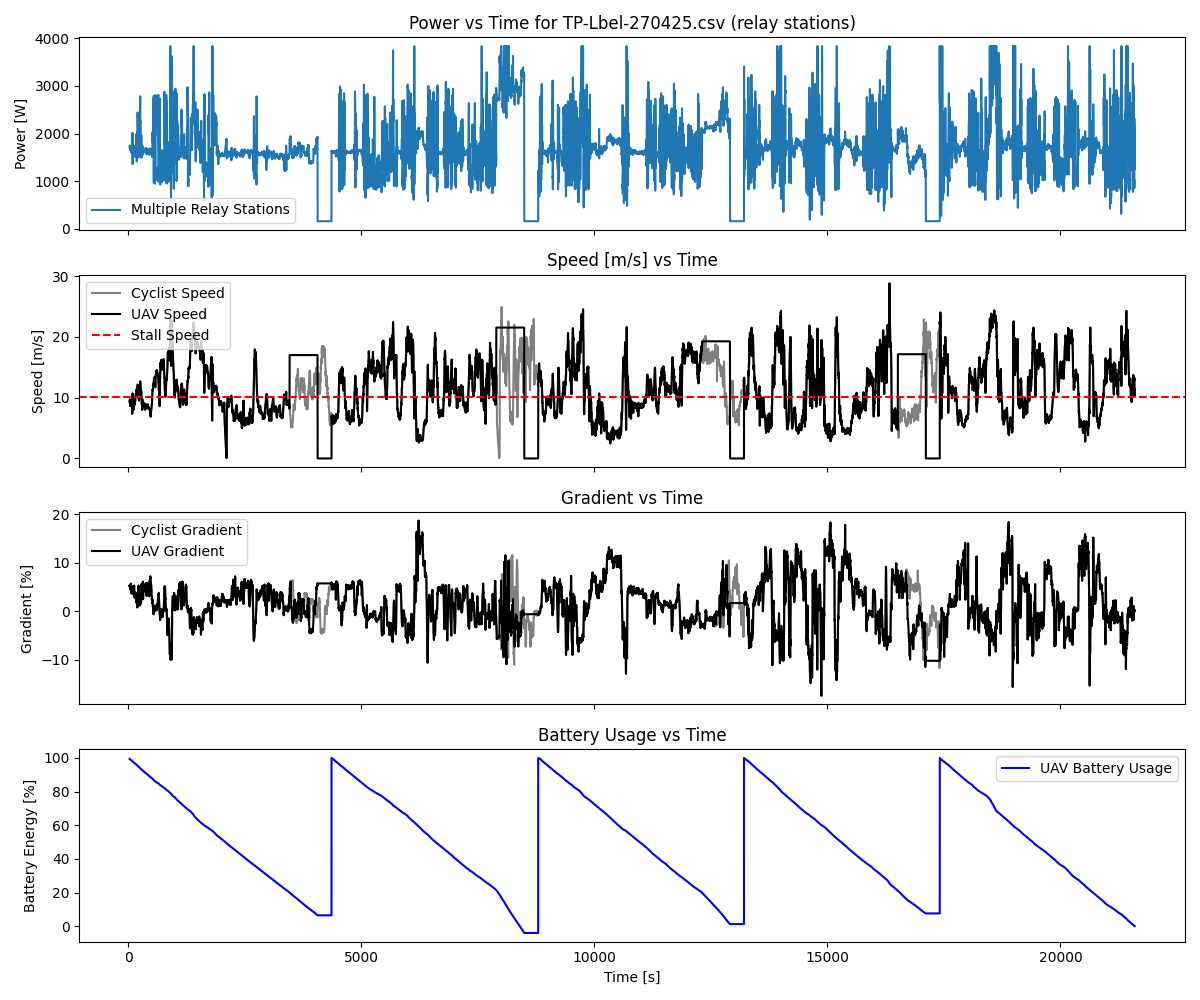 Power vs Time for TP-Lbel-270425.csv (relay stations)
4000
3000
2000
1000
0
Power [W]
Multiple Relay Stations
Speed [m/s] vs Time
30
20
10
0
Speed [m/s]
Cyclist Speed
UAV Speed
Stall Speed
Gradient vs Time
20
10
0
−10
Gradient [%]
Cyclist Gradient
UAV Gradient
Battery Usage vs Time
100
80
60
40
20
0
Battery Energy [%]
UAV Battery Usage
0
5000
10000
15000
20000
Time [s]